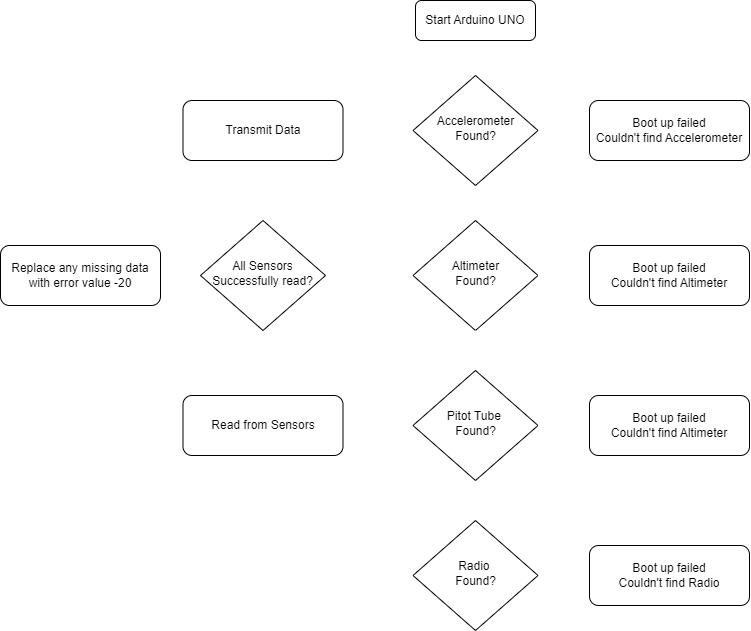 Start Arduino UNO
Transmit Data
Accelerometer
Found?
Boot up failed
Couldn't find Accelerometer
Replace any missing data
with error value -20
All Sensors
Successfully read?
Altimeter
Found?
Boot up failed
Couldn't find Altimeter
Read from Sensors
Pitot Tube
Found?
Boot up failed
Couldn't find Altimeter
Radio
Found?
Boot up failed
Couldn't find Radio